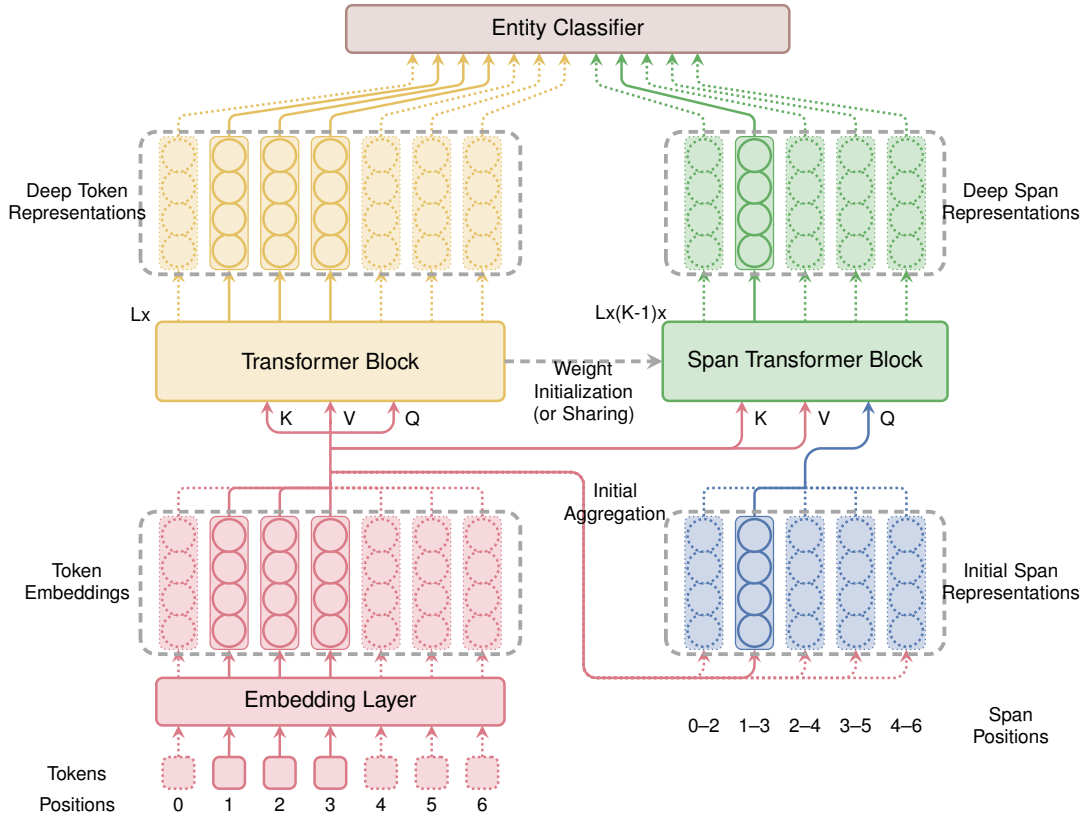 Entity Classifier
Deep Token
Representations
Deep Span
Representations
Lx
Lx(K-1)x
Transformer Block
Weight
Initialization
(or Sharing)
Span Transformer Block
K V Q
K V Q
Token
Embeddings
Initial
Aggregation
Initial Span
Representations
Embedding Layer
0–2 1–3 2–4 3–5 4–6
Span
Positions
Tokens
Positions 0 1 2 3 4 5 6